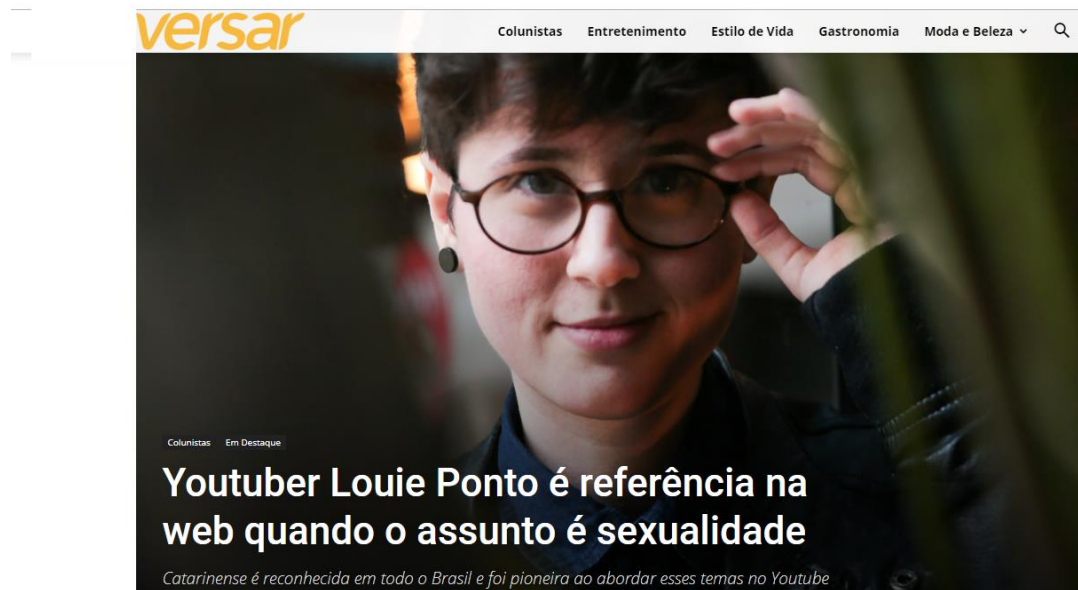 versar
Colunistas Entretenimento Estilo de Vida Gastronomia Moda e Beleza
Colunistas Em Destaque
Youtuber Louie Ponto é referência na
web quando o assunto é sexualidade
Catarinense é reconhecida em todo o Brasil e foi pioneira ao abordar esses temas no Youtube